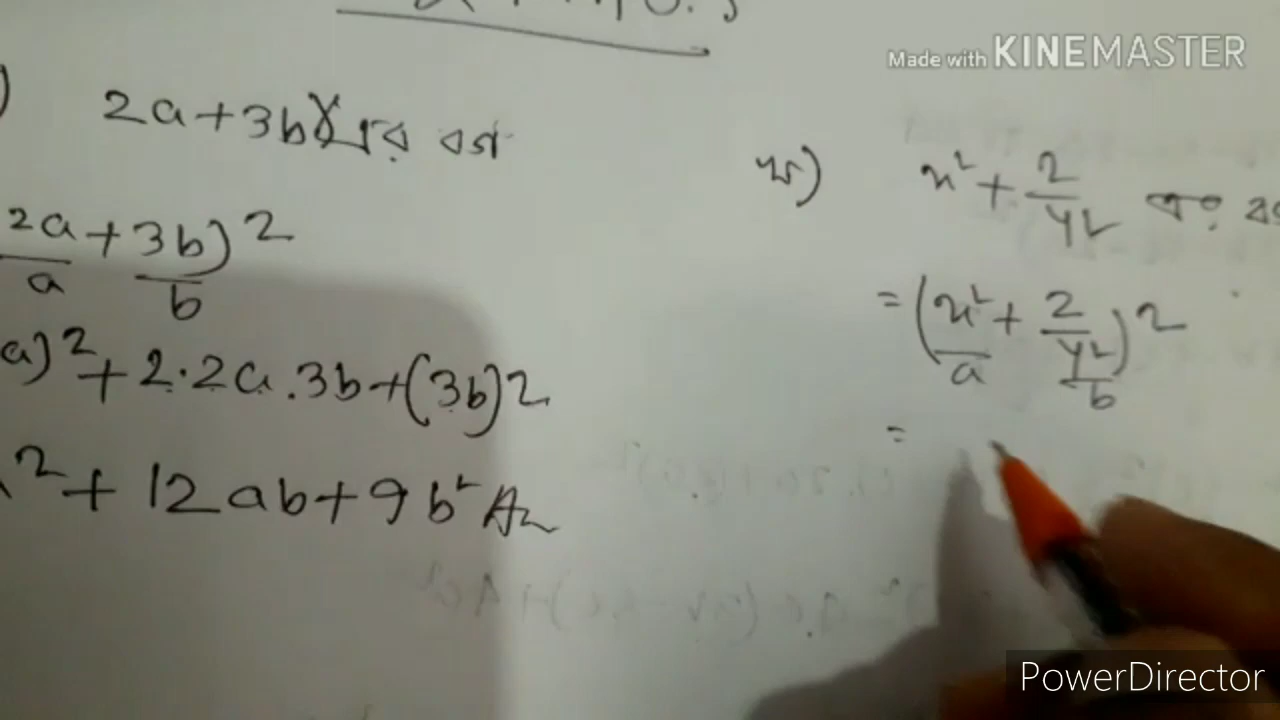 Made with KINEMASTER
2a+3b এর বর্গ
2a + 3b)²
a b
a)² + 2·2a.3b+(3b)2
² + 12ab+9b² Ans
x² + 2/y²
= (x² + 2/y²)²
a b
=
PowerDirector